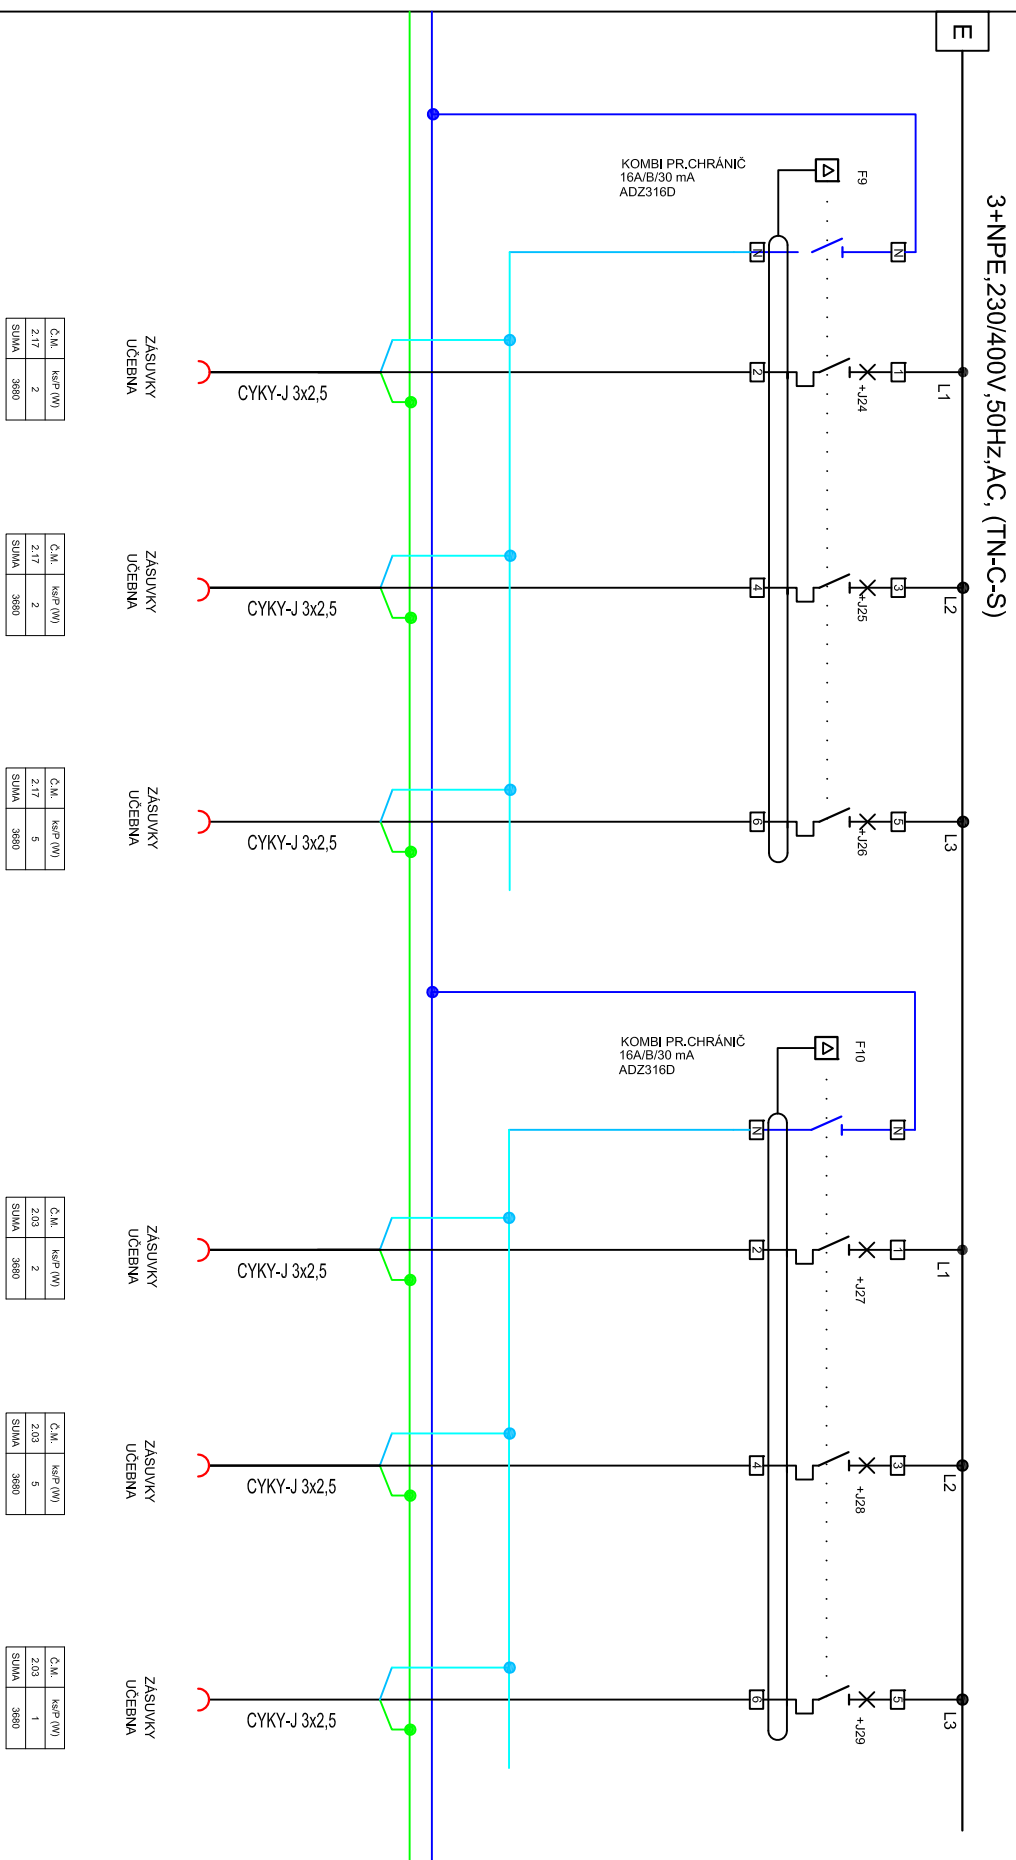 E
3+NPE,230/400V,50Hz,AC, (TN-C-S)
KOMBI PR.CHRÁNIČ
16A/B/30 mA
ADZ316D
F9
N
N
1
L1
+J24
2
CYKY-J 3x2,5
ZÁSUVKY
UČEBNA
Č.M. ks/P (W)
2.17 2
SUMA 3680
3
L2
+J25
4
CYKY-J 3x2,5
ZÁSUVKY
UČEBNA
Č.M. ks/P (W)
2.17 2
SUMA 3680
5
L3
+J26
6
CYKY-J 3x2,5
ZÁSUVKY
UČEBNA
Č.M. ks/P (W)
2.17 5
SUMA 3680
KOMBI PR.CHRÁNIČ
16A/B/30 mA
ADZ316D
F10
N
N
1
L1
+J27
2
CYKY-J 3x2,5
ZÁSUVKY
UČEBNA
Č.M. ks/P (W)
2.03 2
SUMA 3680
3
L2
+J28
4
CYKY-J 3x2,5
ZÁSUVKY
UČEBNA
Č.M. ks/P (W)
2.03 5
SUMA 3680
5
L3
+J29
6
CYKY-J 3x2,5
ZÁSUVKY
UČEBNA
Č.M. ks/P (W)
2.03 1
SUMA 3680